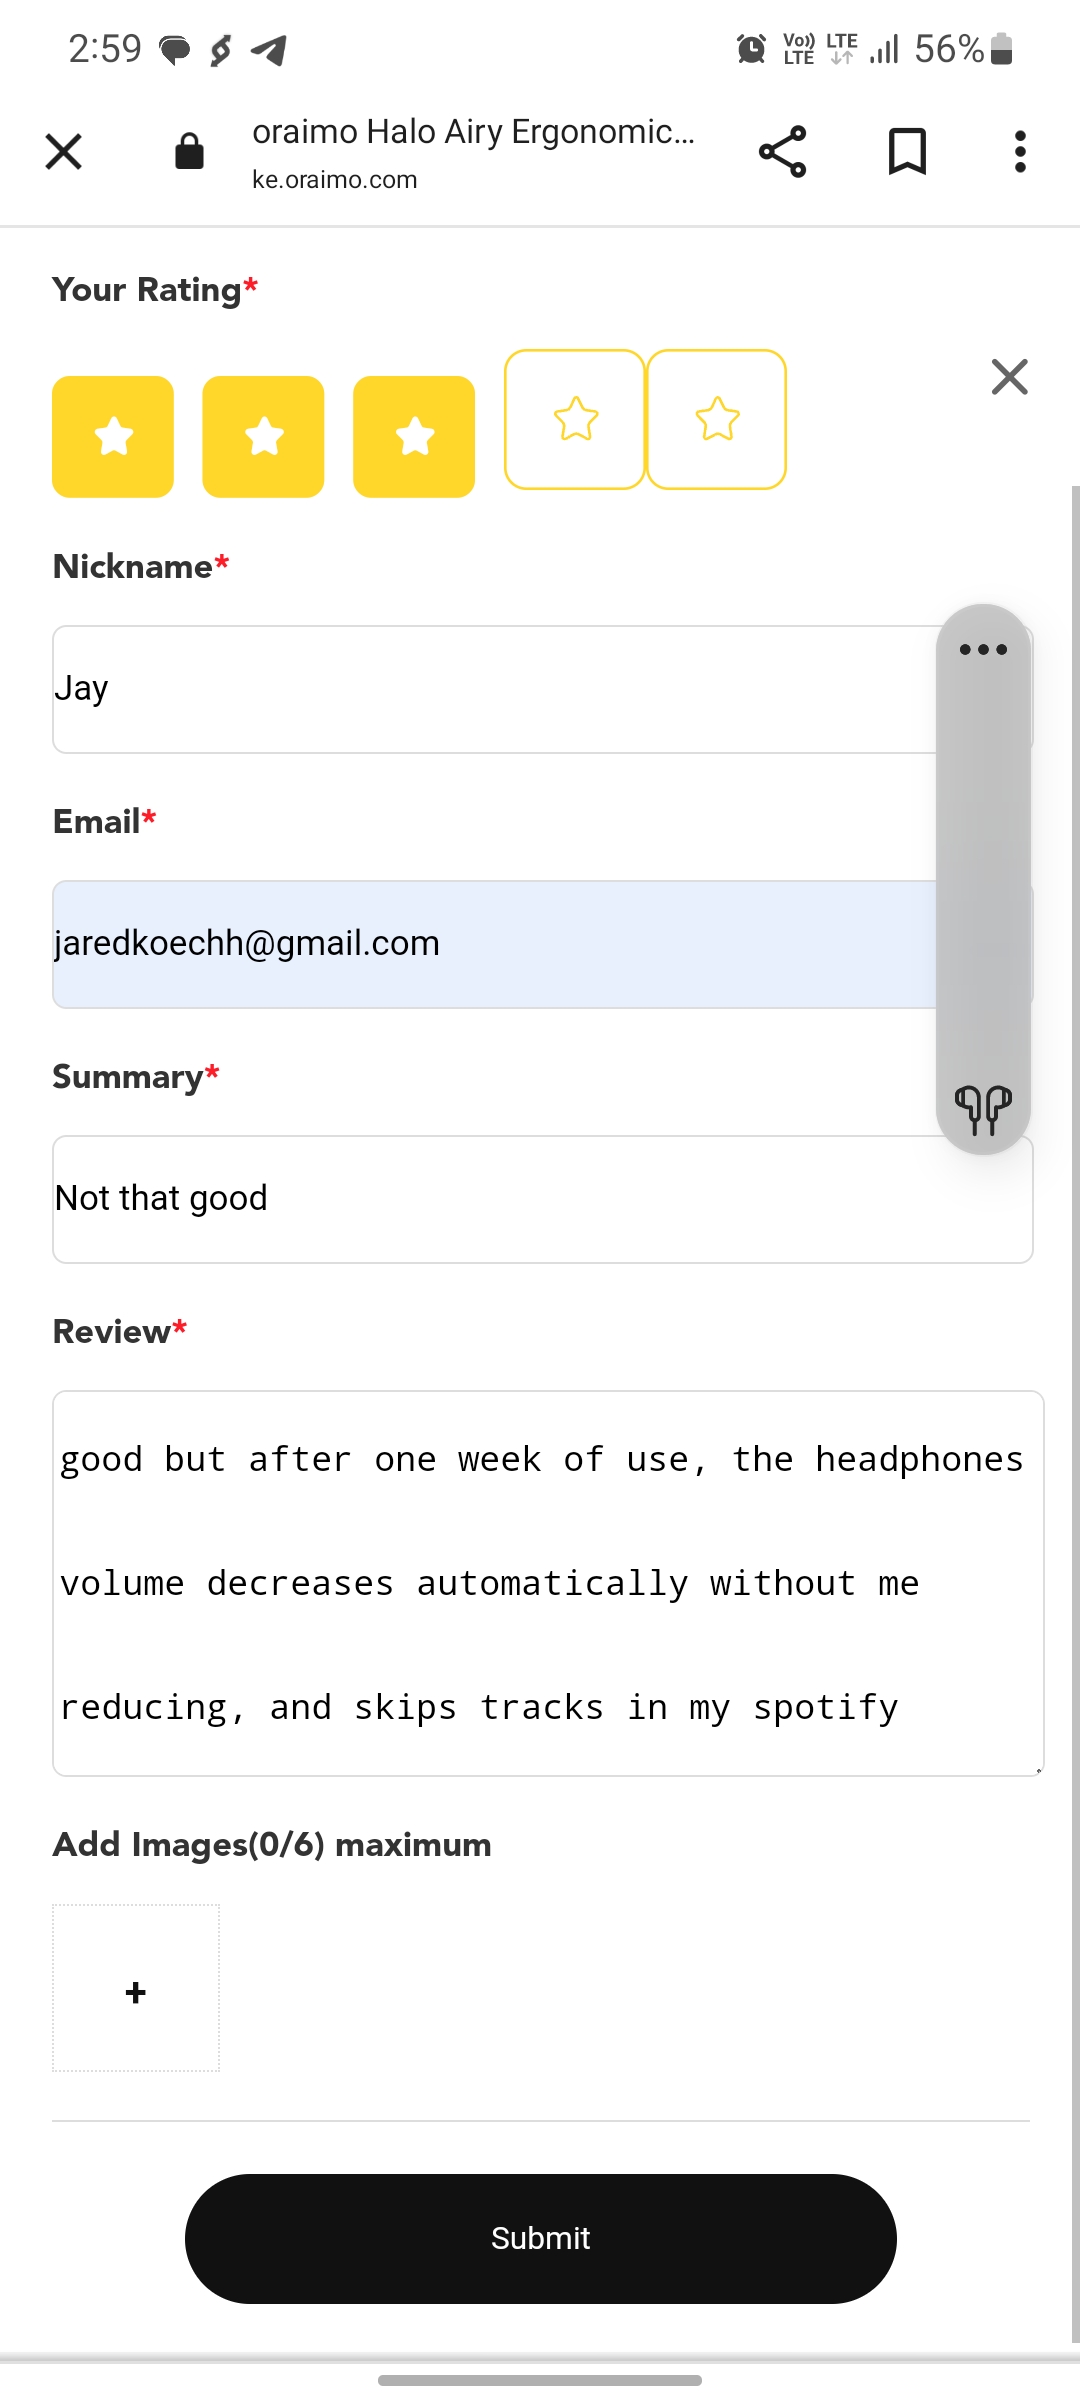 2:59
Vo)) LTE LTE 56%
oraimo Halo Airy Ergonomic...
ke.oraimo.com
Your Rating*
Nickname*
Jay
Email*
jaredkoechh@gmail.com
Summary*
Not that good
Review*
good but after one week of use, the headphones
volume decreases automatically without me
reducing, and skips tracks in my spotify
Add Images(0/6) maximum
+
Submit